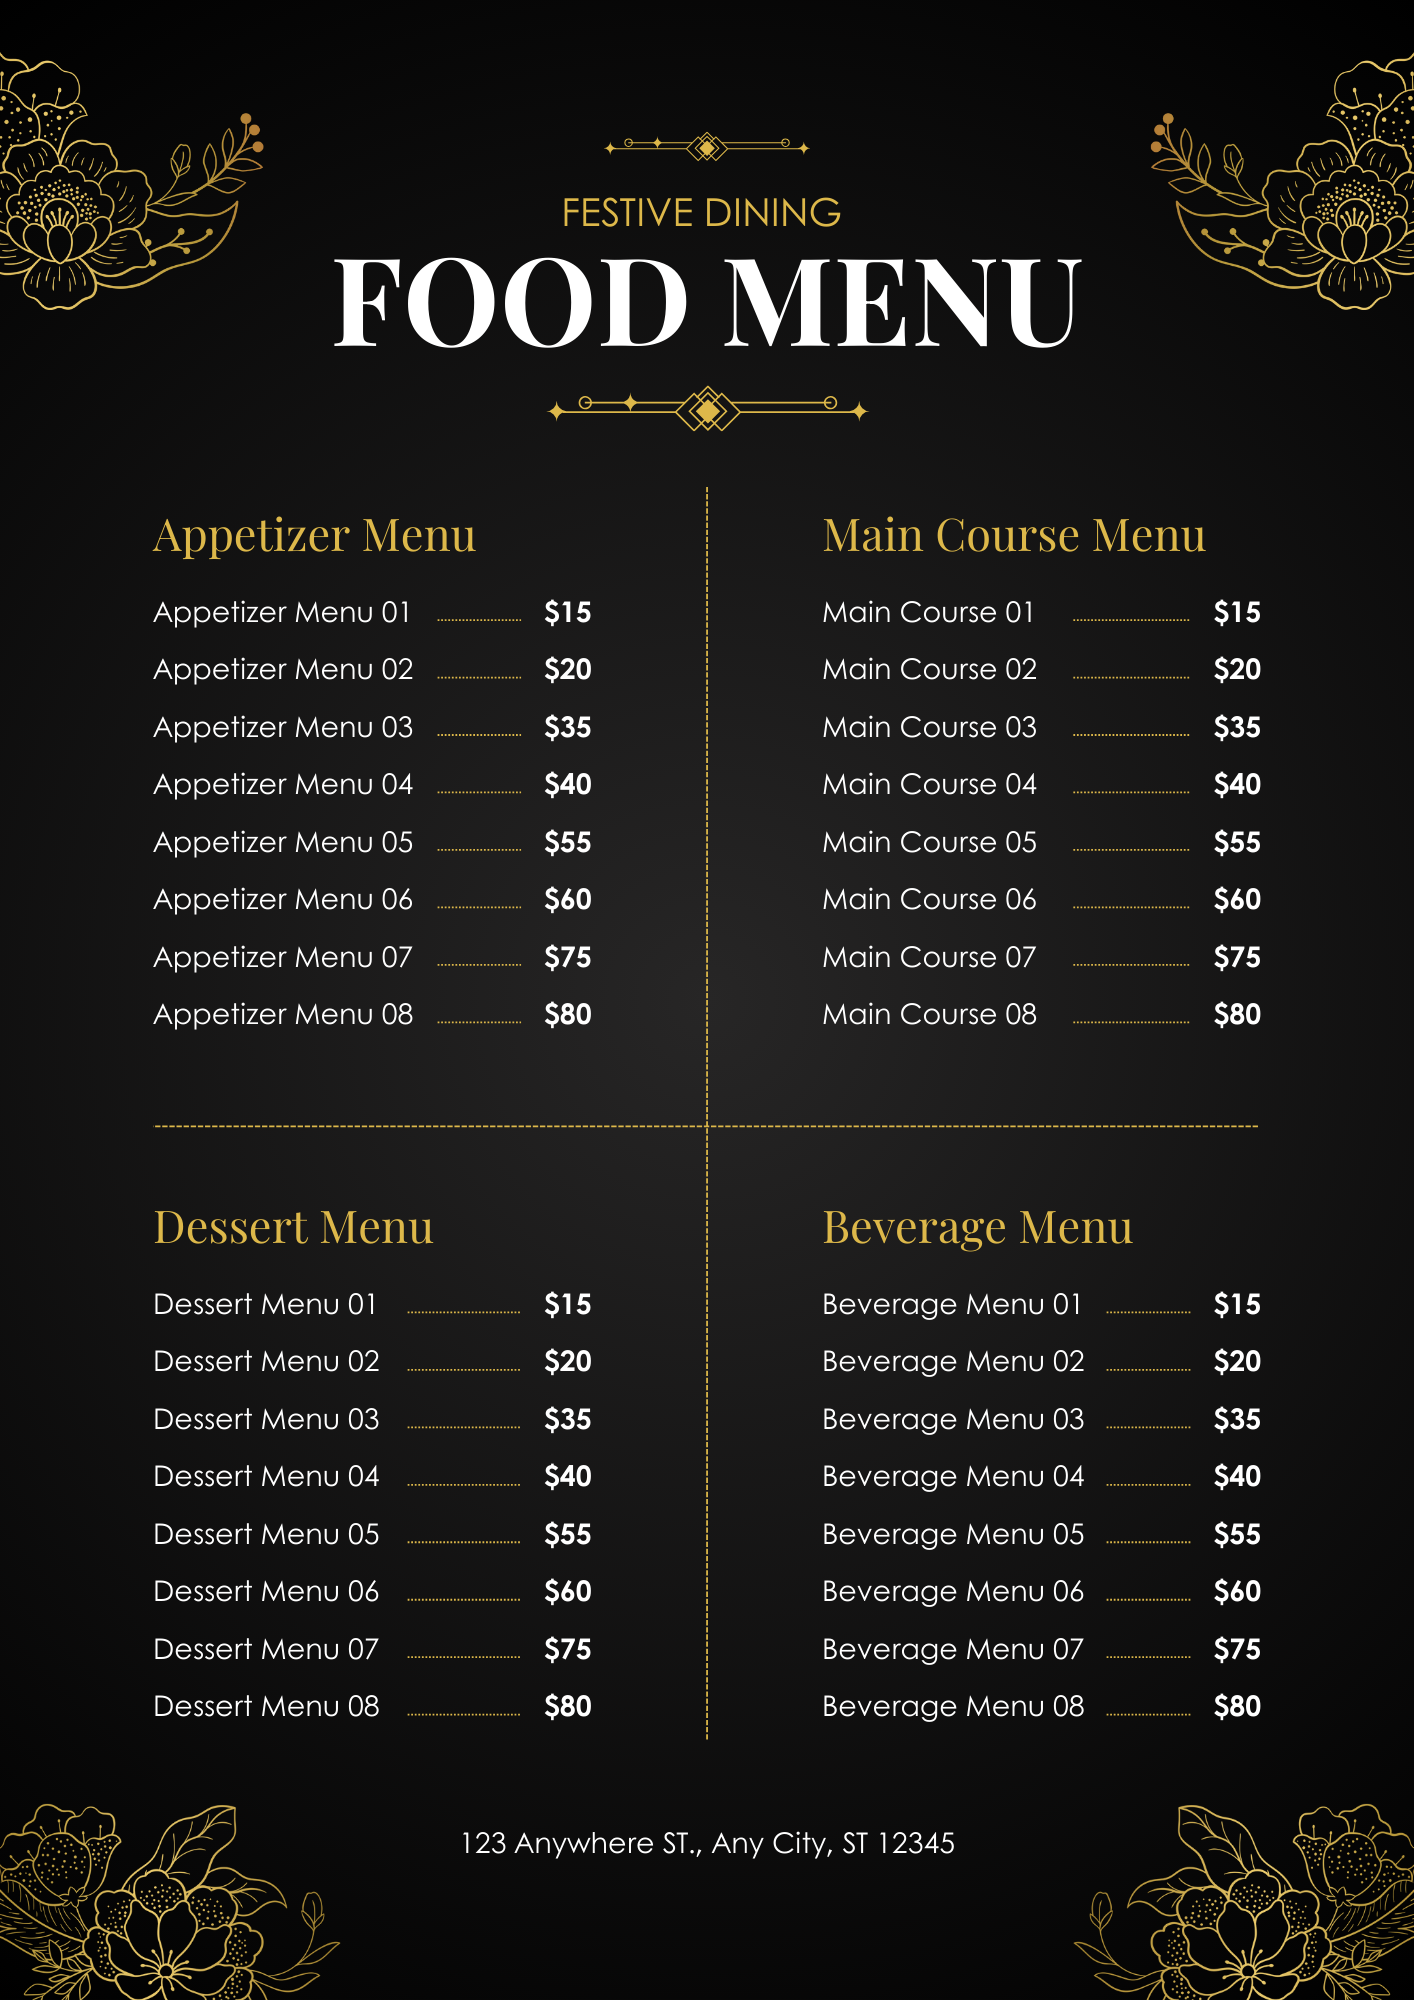 FESTIVE DINING
FOOD MENU
Appetizer Menu
Appetizer Menu 01 $15
Appetizer Menu 02 $20
Appetizer Menu 03 $35
Appetizer Menu 04 $40
Appetizer Menu 05 $55
Appetizer Menu 06 $60
Appetizer Menu 07 $75
Appetizer Menu 08 $80
Main Course Menu
Main Course 01 $15
Main Course 02 $20
Main Course 03 $35
Main Course 04 $40
Main Course 05 $55
Main Course 06 $60
Main Course 07 $75
Main Course 08 $80
Dessert Menu
Dessert Menu 01 $15
Dessert Menu 02 $20
Dessert Menu 03 $35
Dessert Menu 04 $40
Dessert Menu 05 $55
Dessert Menu 06 $60
Dessert Menu 07 $75
Dessert Menu 08 $80
Beverage Menu
Beverage Menu 01 $15
Beverage Menu 02 $20
Beverage Menu 03 $35
Beverage Menu 04 $40
Beverage Menu 05 $55
Beverage Menu 06 $60
Beverage Menu 07 $75
Beverage Menu 08 $80
123 Anywhere ST., Any City, ST 12345